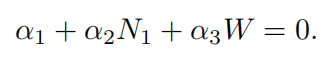 α₁ + α₂N₁ + α₃W = 0.